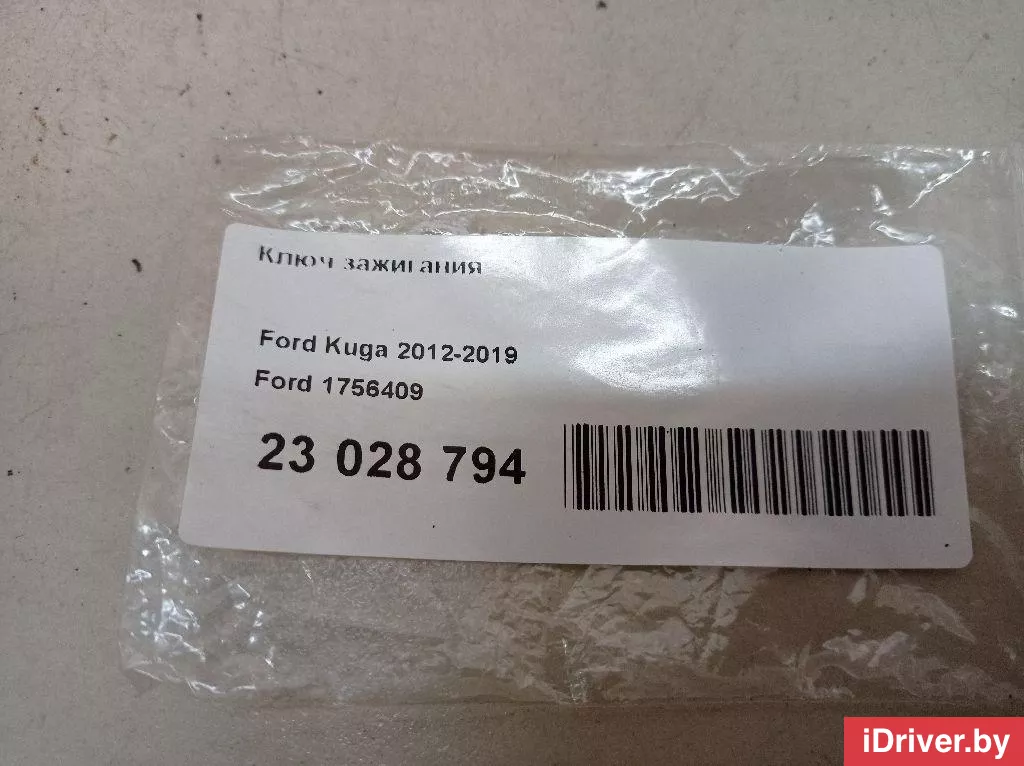 Ключ зажигания
Ford Kuga 2012-2019
Ford 1756409
23 028 794
iDriver.by